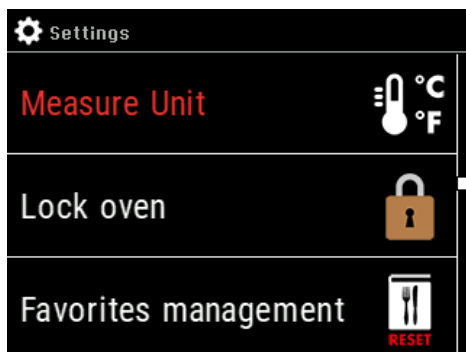 Settings
Measure Unit
°C
°F
Lock oven
Favorites management
RESET